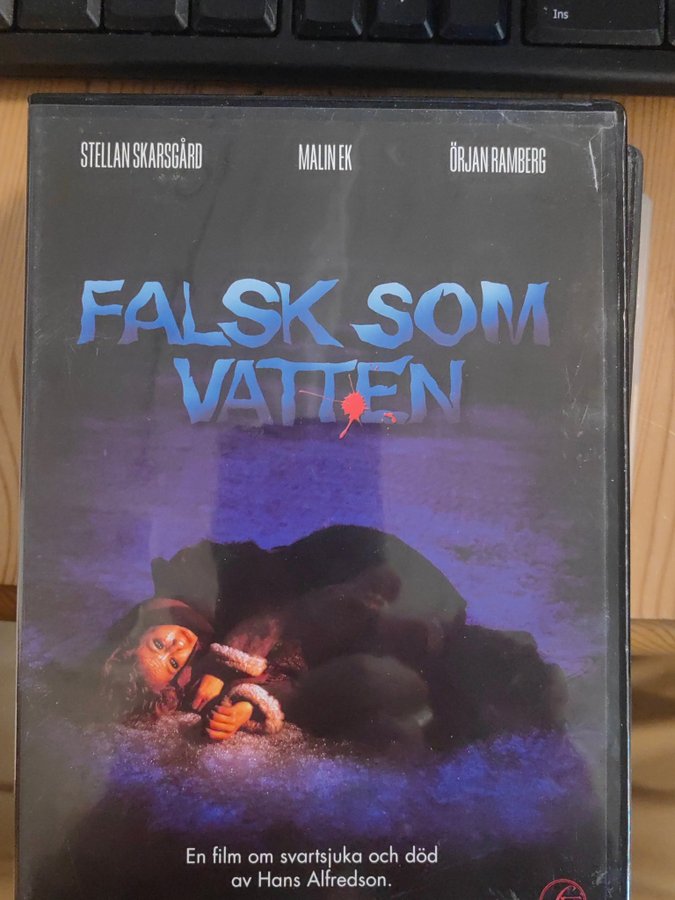 Ins
STELLAN SKARSGÅRD MALIN EK ÖRJAN RAMBERG
FALSK SOM
VATTEN
En film om svartsjuka och död
av Hans Alfredson.